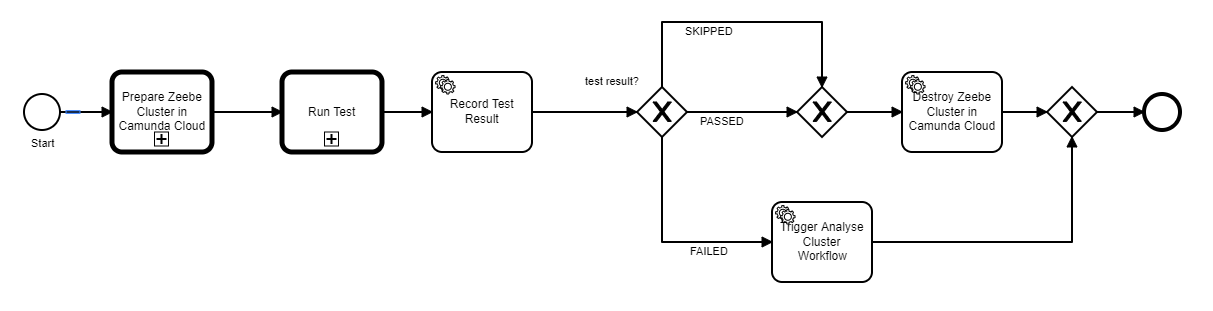 Start
Prepare Zeebe
Cluster in
Camunda Cloud
Run Test
Record Test
Result
test result?
SKIPPED
PASSED
FAILED
Destroy Zeebe
Cluster in
Camunda Cloud
Trigger Analyse
Cluster
Workflow